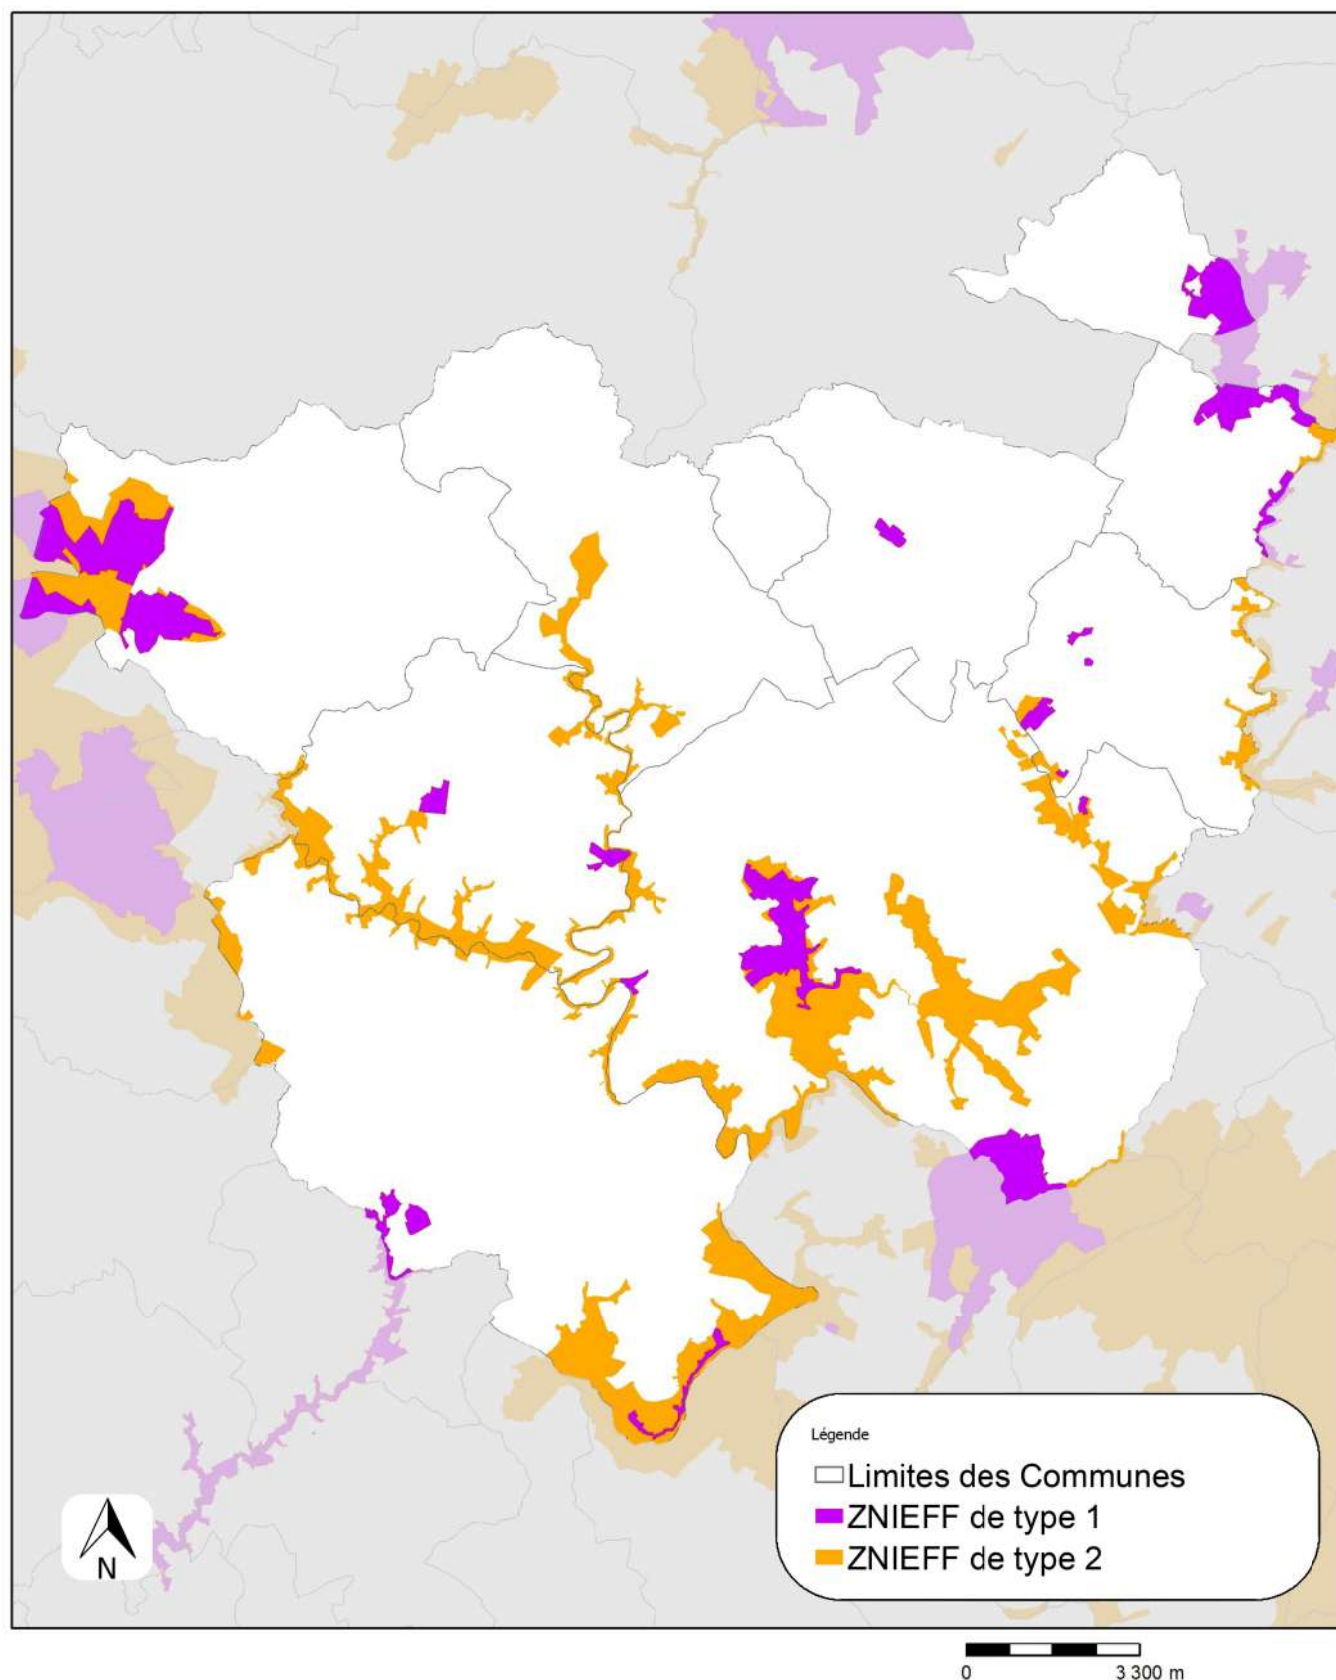 Légende
Limites des Communes
ZNIEFF de type 1
ZNIEFF de type 2
N
0 3 300 m